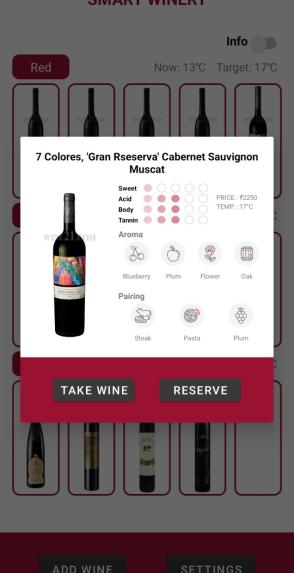 SMART WINERY
Info
Red
Now: 13℃ Target: 17℃
7 Colores, 'Gran Rseserva' Cabernet Sauvignon
Muscat
Sweet
Acid
Body
Tannin
PRICE : ₹2250
TEMP. : 17°C
Aroma
Blueberry Plum Flower Oak
Pairing
Steak Pasta Plum
TAKE WINE RESERVE
ADD WINE SETTINGS